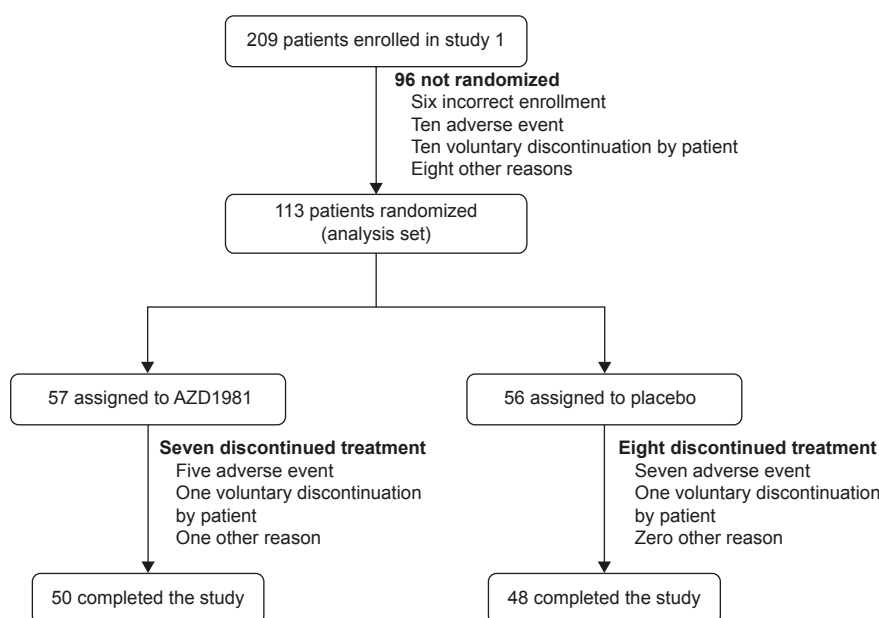 209 patients enrolled in study 1
96 not randomized
Six incorrect enrollment
Ten adverse event
Ten voluntary discontinuation by patient
Eight other reasons
113 patients randomized
(analysis set)
57 assigned to AZD1981
56 assigned to placebo
Seven discontinued treatment
Five adverse event
One voluntary discontinuation
by patient
One other reason
Eight discontinued treatment
Seven adverse event
One voluntary discontinuation
by patient
Zero other reason
50 completed the study
48 completed the study